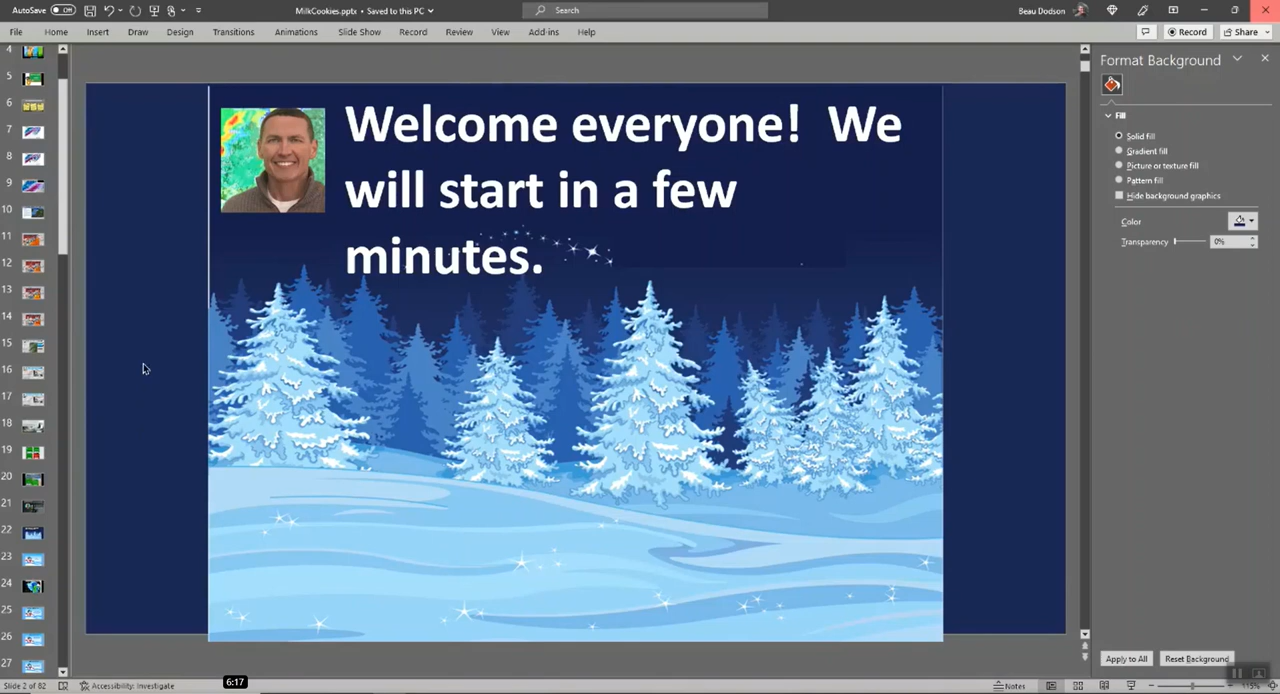 AutoSave Off MilkCookies.pptx • Saved to this PC Search Beau Dodson
File Home Insert Draw Design Transitions Animations Slide Show Record Review View Add-ins Help Record Share
4
5
6
7
8
9
10
11
12
13
14
15
16
17
18
19
20
21
22
23
24
25
26
27
Welcome everyone! We
will start in a few
minutes.
Format Background
Fill
Solid fill
Gradient fill
Picture or texture fill
Pattern fill
Hide background graphics
Color
Transparency 0%
Apply to All Reset Background
Slide 2 of 82 Accessibility: Investigate 6:17 Notes 115%